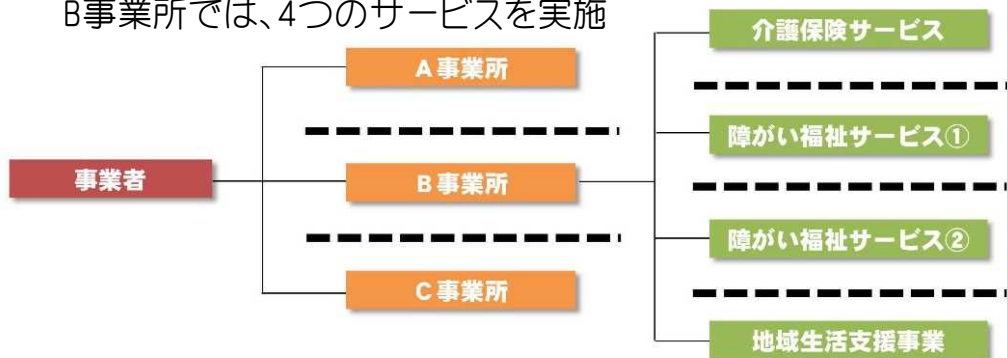 B事業所では、4つのサービスを実施
事業者
A事業所
B事業所
C事業所
介護保険サービス
障がい福祉サービス①
障がい福祉サービス②
地域生活支援事業